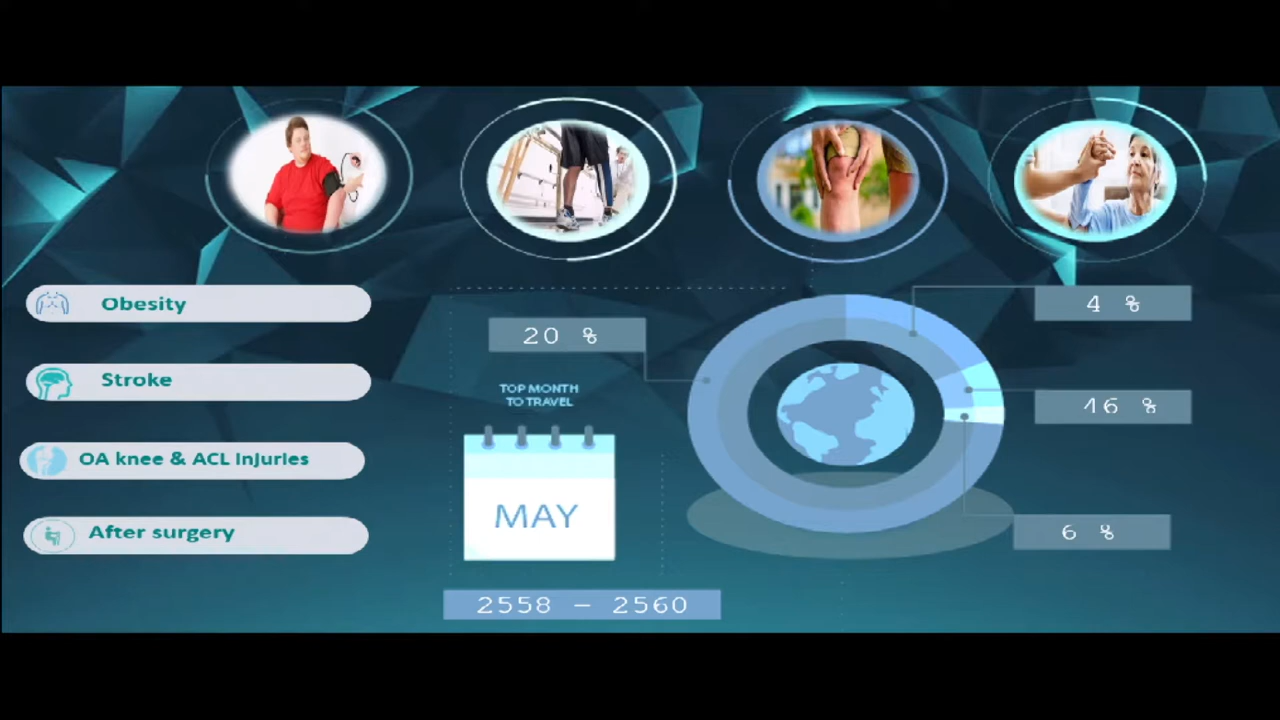 Obesity
Stroke
OA knee & ACL injuries
After surgery
20 %
TOP MONTH
TO TRAVEL
MAY
2558 – 2560
4 %
16 %
6 %